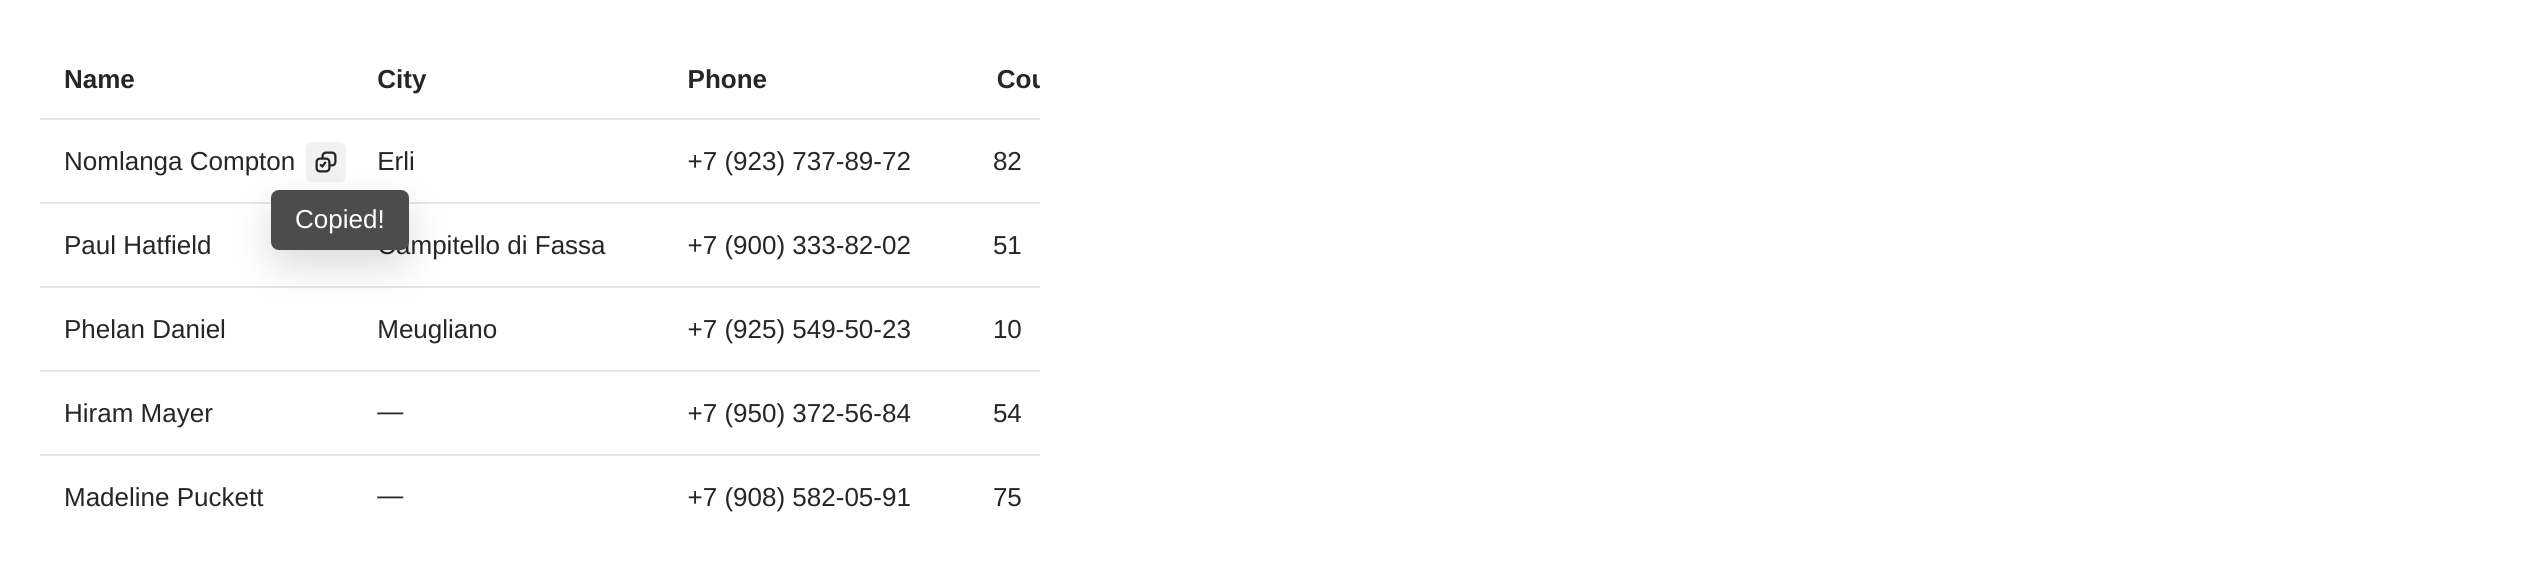 Name City Phone Cou
Nomlanga Compton Erli +7 (923) 737-89-72 82
Copied!
Paul Hatfield Campitello di Fassa +7 (900) 333-82-02 51
Phelan Daniel Meugliano +7 (925) 549-50-23 10
Hiram Mayer — +7 (950) 372-56-84 54
Madeline Puckett — +7 (908) 582-05-91 75